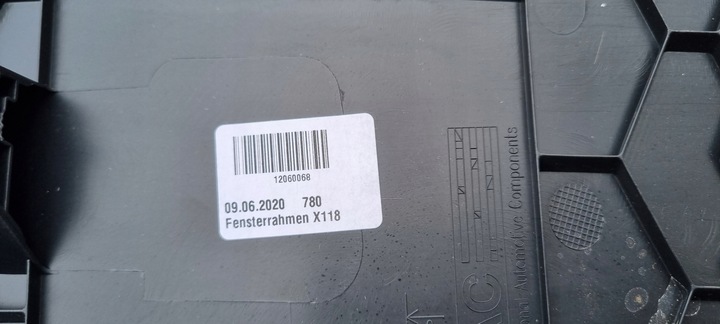 12060068
09.06.2020 780
Fensterrahmen X118
Automotive Components